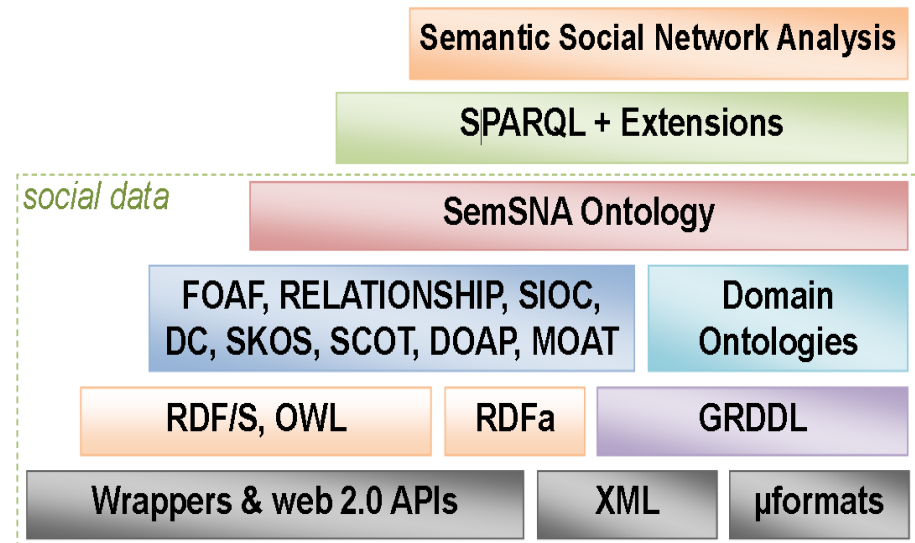 Semantic Social Network Analysis
SPARQL + Extensions
social data
SemSNA Ontology
FOAF, RELATIONSHIP, SIOC,
DC, SKOS, SCOT, DOAP, MOAT
Domain
Ontologies
RDF/S, OWL
RDFa
GRDDL
Wrappers & web 2.0 APIs
XML
µformats